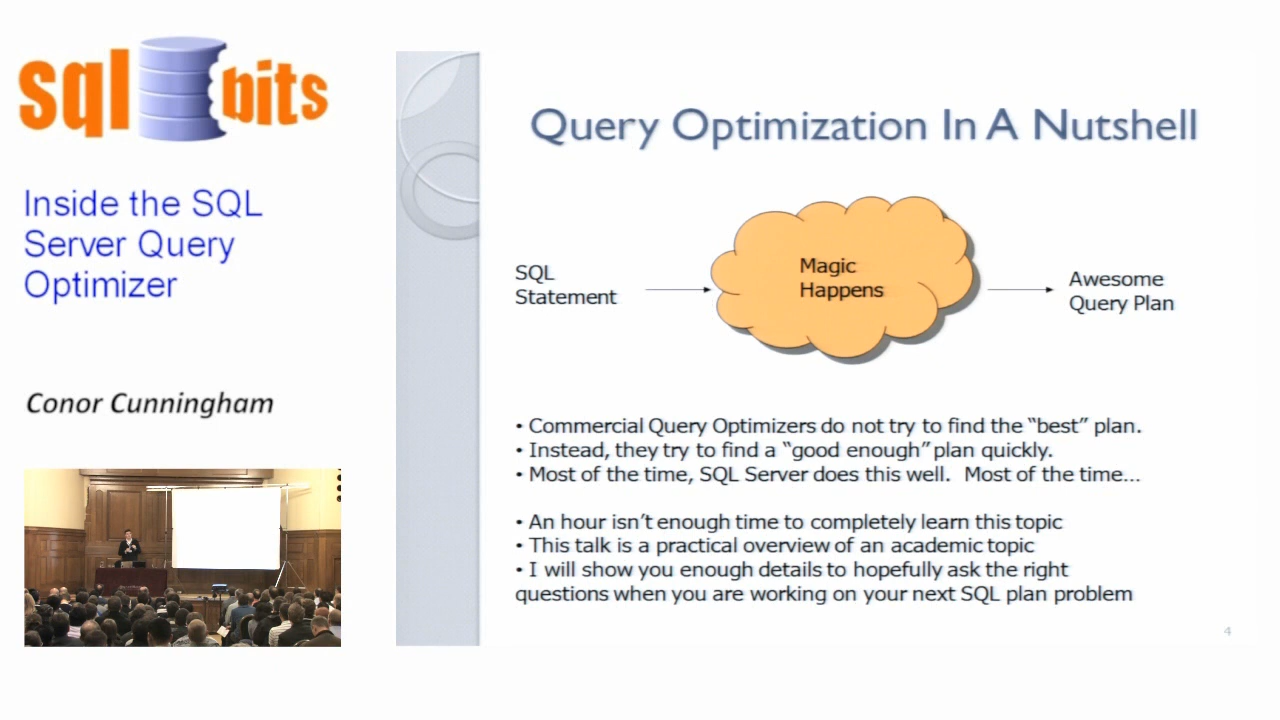 sql bits
Inside the SQL
Server Query
Optimizer
Conor Cunningham
Query Optimization In A Nutshell
SQL
Statement
Magic
Happens
Awesome
Query Plan
• Commercial Query Optimizers do not try to find the “best” plan.
• Instead, they try to find a “good enough” plan quickly.
• Most of the time, SQL Server does this well.  Most of the time…
• An hour isn’t enough time to completely learn this topic
• This talk is a practical overview of an academic topic
• I will show you enough details to hopefully ask the right
questions when you are working on your next SQL plan problem
4